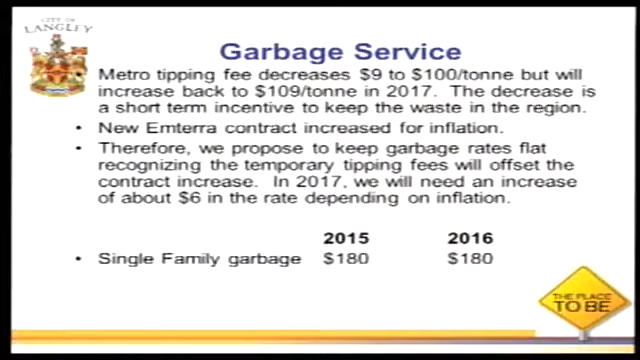 CITY OF
LANGLEY
Garbage Service
Metro tipping fee decreases $9 to $100/tonne but will
increase back to $109/tonne in 2017. The decrease is
a short term incentive to keep the waste in the region.
• New Emterra contract increased for inflation.
• Therefore, we propose to keep garbage rates flat
recognizing the temporary tipping fees will offset the
contract increase. In 2017, we will need an increase
of about $6 in the rate depending on inflation.
2015 2016
• Single Family garbage $180 $180
THE PLACE
TO BE